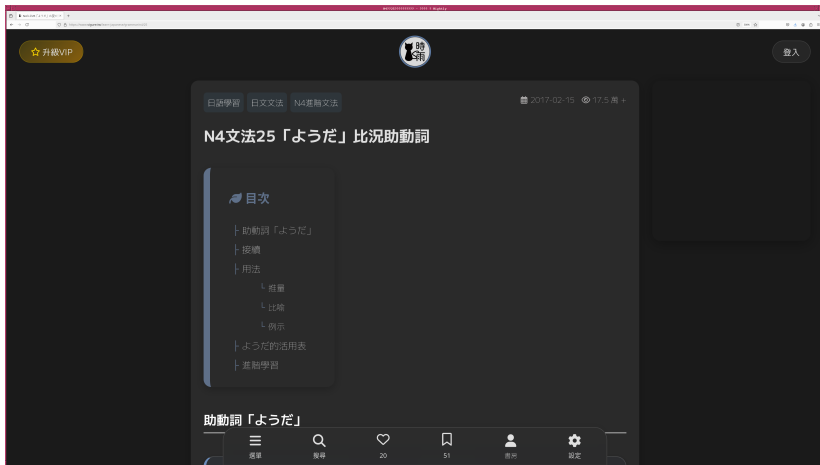 升級VIP
時雨
登入
日語學習 日文文法 N4進階文法
2017-02-15 17.5 萬 +
N4文法25「ようだ」比況助動詞
目次
├ 助動詞「ようだ」
├ 接續
├ 用法
└ 推量
└ 比喻
└ 例示
├ ようだ的活用表
├ 進階學習
助動詞「ようだ」
選單 搜尋 20 51 設定